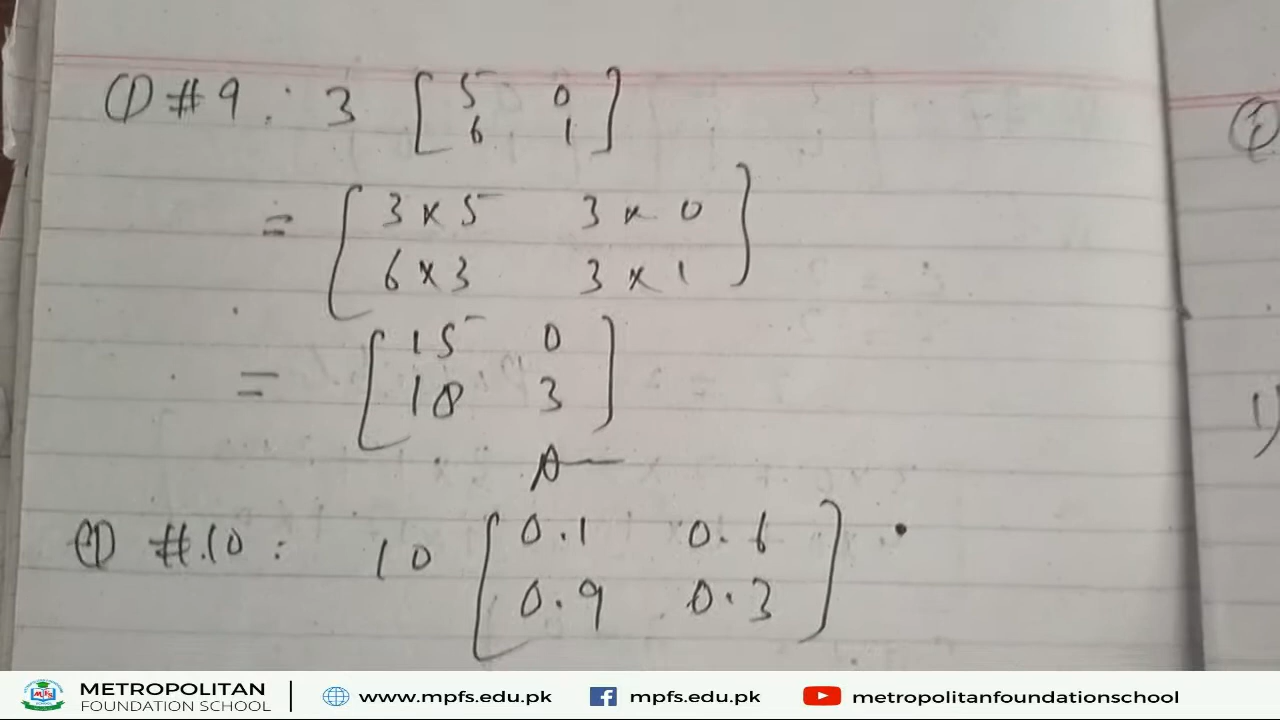 Q#9: 3 [ 5 0
6 1 ]
= [ 3 x 5 3 x 0
6 x 3 3 x 1 ]
= [ 15 0
18 3 ]
Q #.10: 10 [ 0.1 0.6
0.9 0.3 ]
1)
METROPOLITAN
FOUNDATION SCHOOL
www.mpfs.edu.pk
mpfs.edu.pk
metropolitanfoundationschool